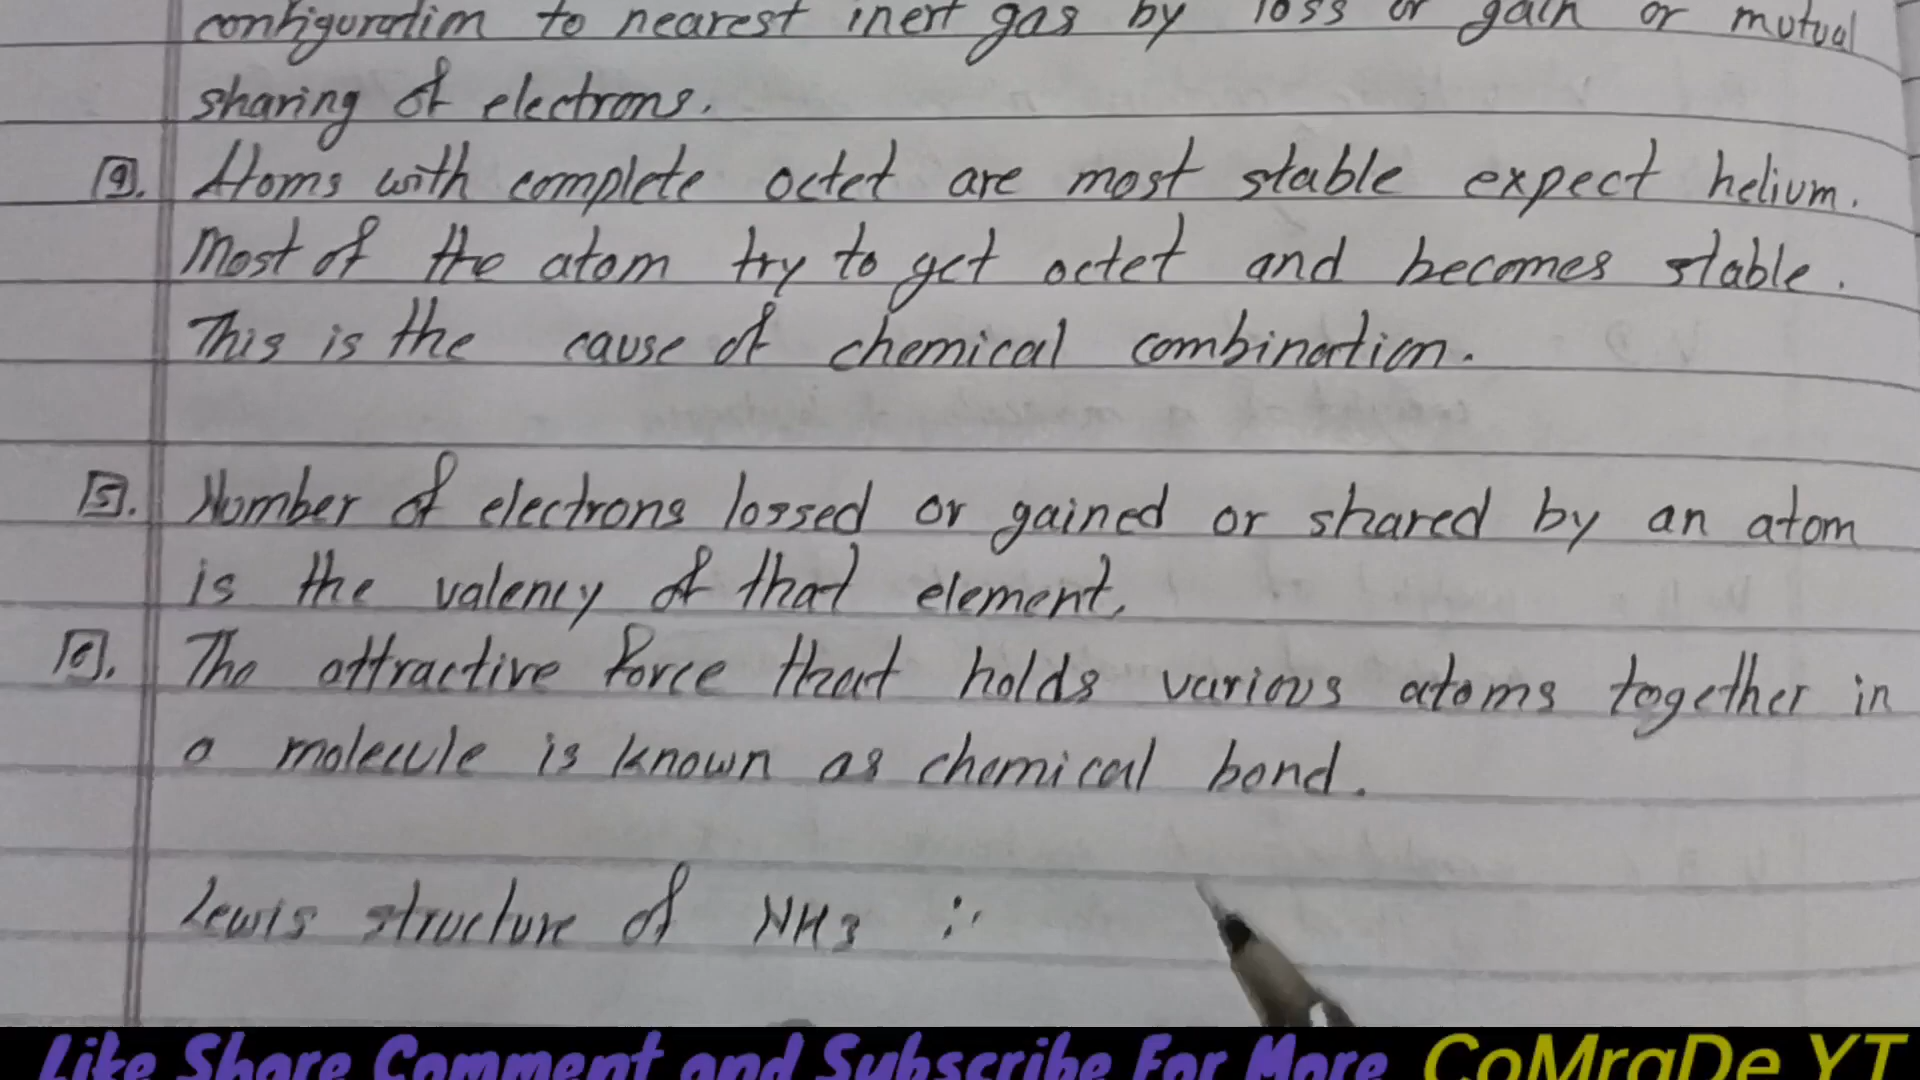 configuration to nearest inert gas by loss or gain or mutual
sharing of electrons.
4. Atoms with complete octet are most stable expect helium.
Most of the atom try to get octet and becomes stable.
This is the cause of chemical combination.
5. Number of electrons lossed or gained or shared by an atom
is the valency of that element.
6. The attractive force that holds various atoms together in
a molecule is known as chemical bond.
Lewis structure of NH3 :-
Like Share Comment and Subscribe For More CoMraDe YT